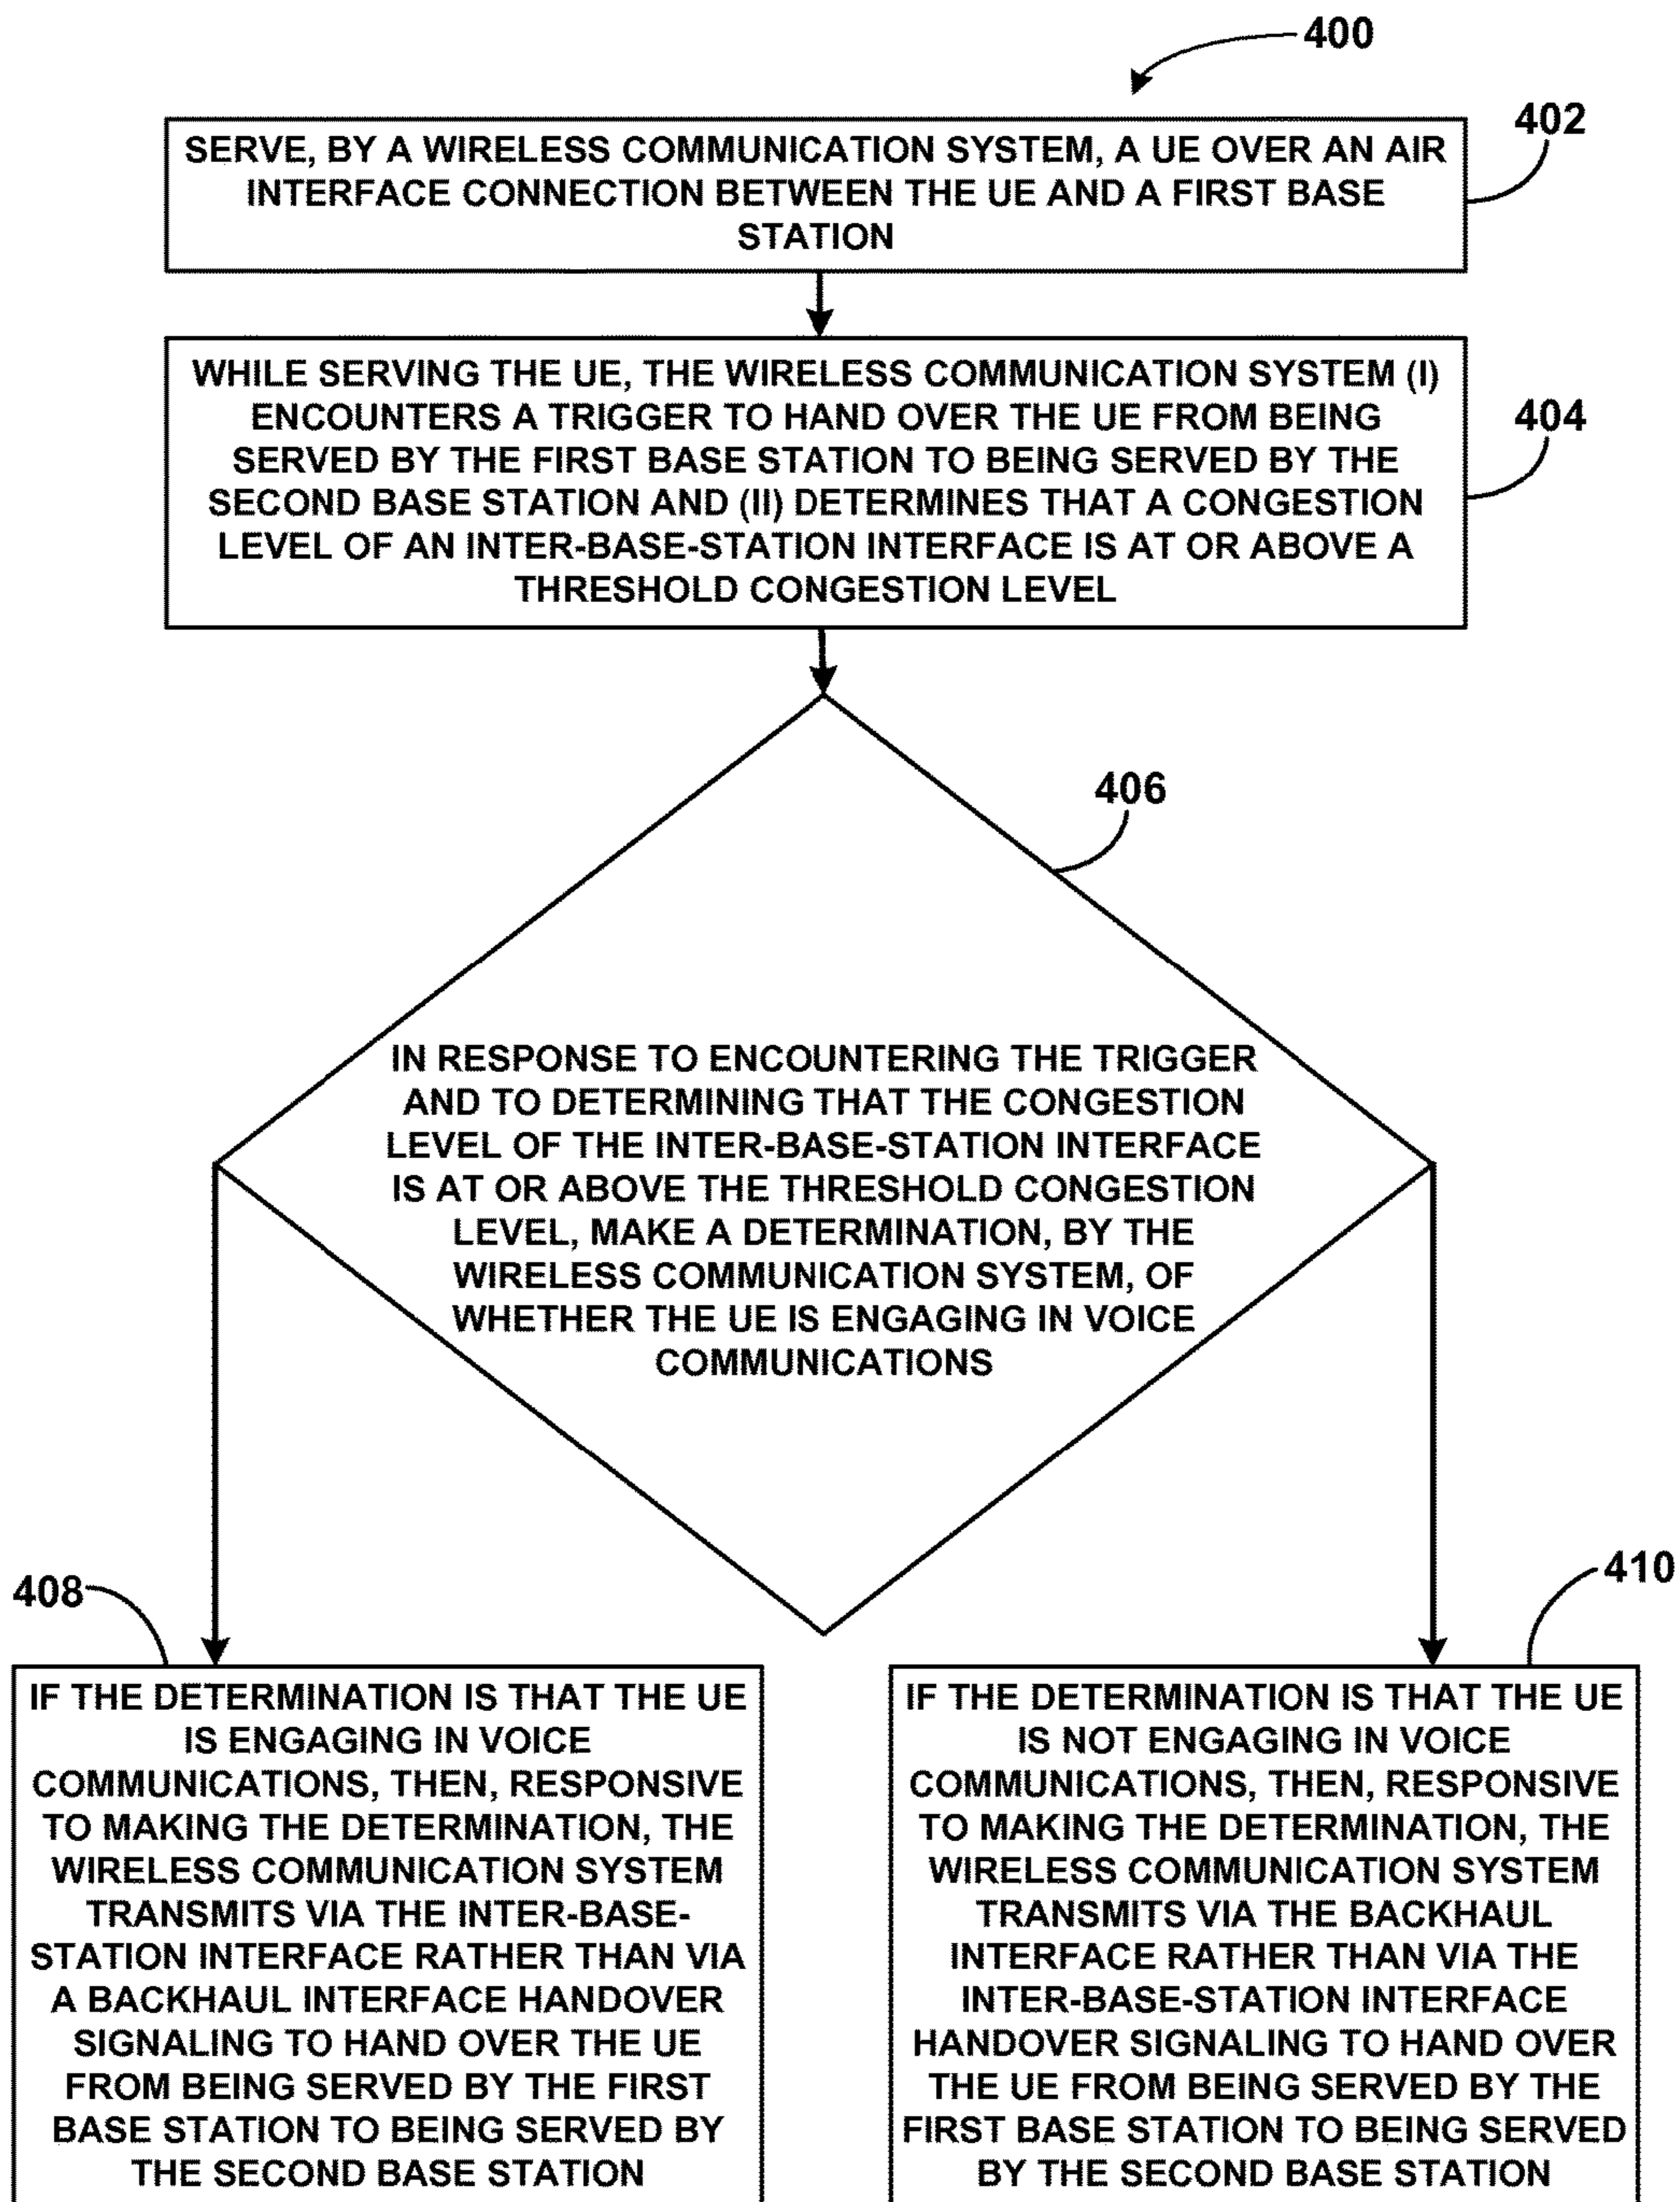 400
402
SERVE, BY A WIRELESS COMMUNICATION SYSTEM, A UE OVER AN AIR
INTERFACE CONNECTION BETWEEN THE UE AND A FIRST BASE
STATION
404
WHILE SERVING THE UE, THE WIRELESS COMMUNICATION SYSTEM (I)
ENCOUNTERS A TRIGGER TO HAND OVER THE UE FROM BEING
SERVED BY THE FIRST BASE STATION TO BEING SERVED BY THE
SECOND BASE STATION AND (II) DETERMINES THAT A CONGESTION
LEVEL OF AN INTER-BASE-STATION INTERFACE IS AT OR ABOVE A
THRESHOLD CONGESTION LEVEL
406
IN RESPONSE TO ENCOUNTERING THE TRIGGER
AND TO DETERMINING THAT THE CONGESTION
LEVEL OF THE INTER-BASE-STATION INTERFACE
IS AT OR ABOVE THE THRESHOLD CONGESTION
LEVEL, MAKE A DETERMINATION, BY THE
WIRELESS COMMUNICATION SYSTEM, OF
WHETHER THE UE IS ENGAGING IN VOICE
COMMUNICATIONS
408
IF THE DETERMINATION IS THAT THE UE
IS ENGAGING IN VOICE
COMMUNICATIONS, THEN, RESPONSIVE
TO MAKING THE DETERMINATION, THE
WIRELESS COMMUNICATION SYSTEM
TRANSMITS VIA THE INTER-BASE-
STATION INTERFACE RATHER THAN VIA
A BACKHAUL INTERFACE HANDOVER
SIGNALING TO HAND OVER THE UE
FROM BEING SERVED BY THE FIRST
BASE STATION TO BEING SERVED BY
THE SECOND BASE STATION
410
IF THE DETERMINATION IS THAT THE UE
IS NOT ENGAGING IN VOICE
COMMUNICATIONS, THEN, RESPONSIVE
TO MAKING THE DETERMINATION, THE
WIRELESS COMMUNICATION SYSTEM
TRANSMITS VIA THE BACKHAUL
INTERFACE RATHER THAN VIA THE
INTER-BASE-STATION INTERFACE
HANDOVER SIGNALING TO HAND OVER
THE UE FROM BEING SERVED BY THE
FIRST BASE STATION TO BEING SERVED
BY THE SECOND BASE STATION